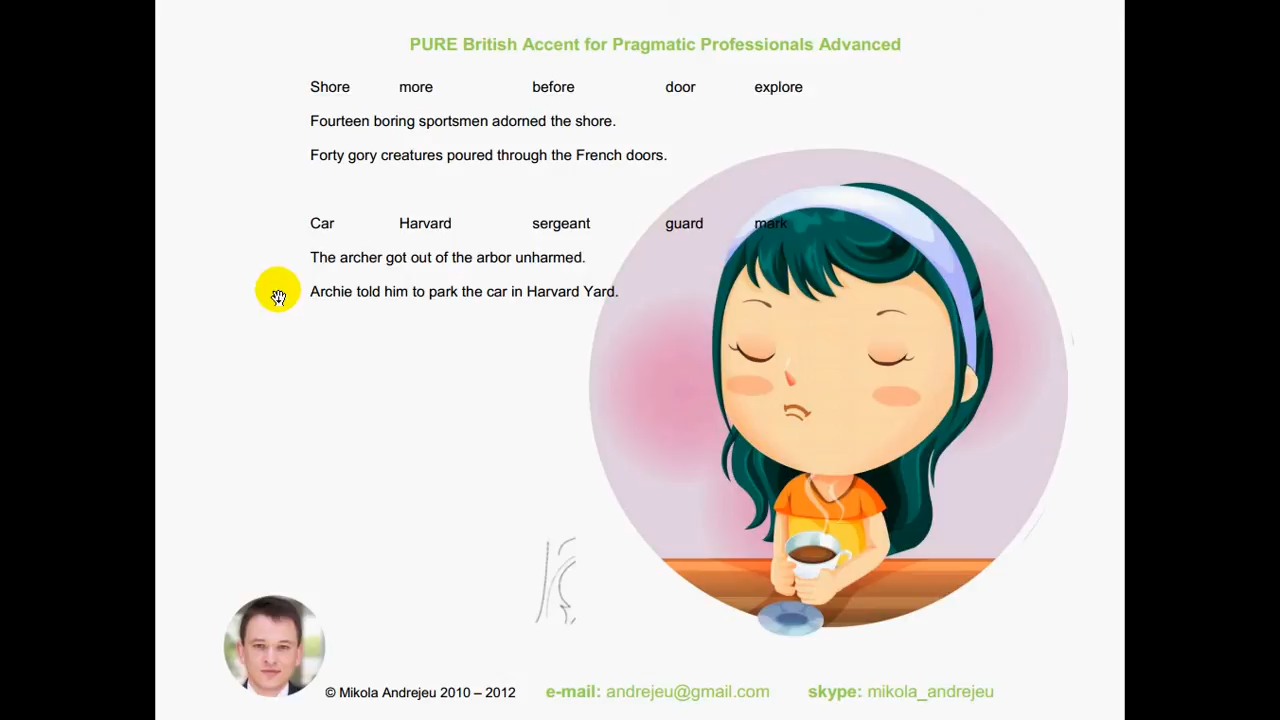 PURE British Accent for Pragmatic Professionals Advanced
Shore more before door explore
Fourteen boring sportsmen adorned the shore.
Forty gory creatures poured through the French doors.
Car Harvard sergeant guard mark
The archer got out of the arbor unharmed.
Archie told him to park the car in Harvard Yard.
© Mikola Andrejeu 2010 – 2012 e-mail: andrejeu@gmail.com skype: mikola_andrejeu